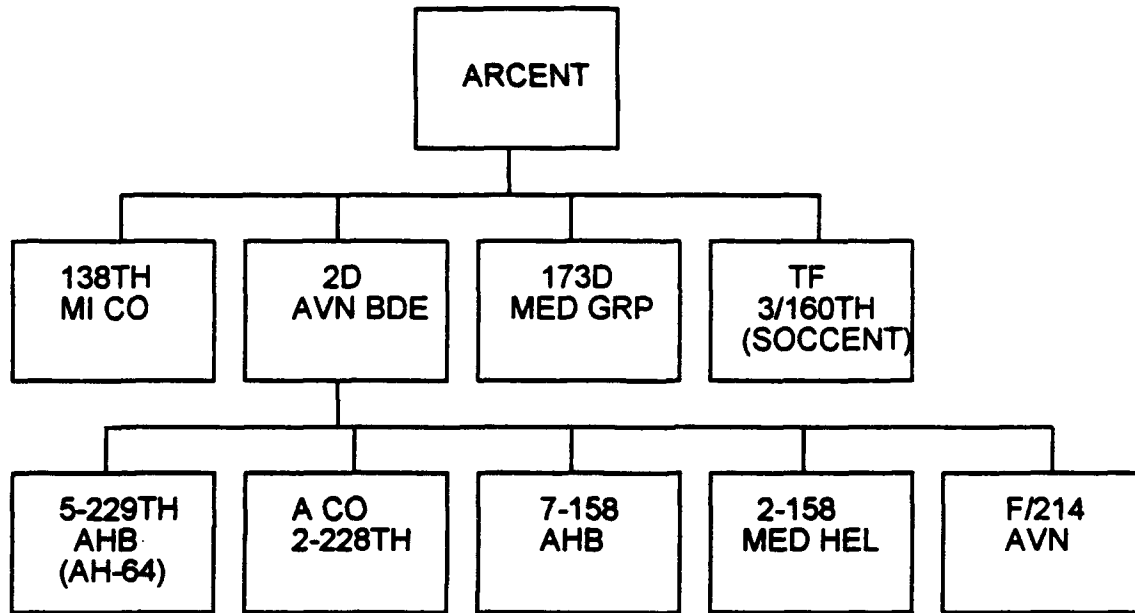 ARCENT
138TH
MI CO
2D
AVN BDE
173D
MED GRP
TF
3/160TH
(SOCCENT)
5-229TH
AHB
(AH-64)
A CO
2-228TH
7-158
AHB
2-158
MED HEL
F/214
AVN